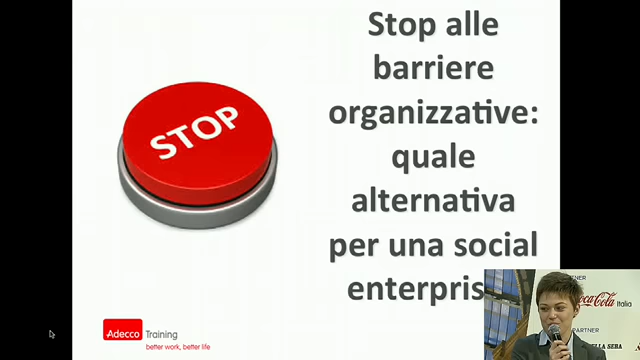 Stop alle
barriere
organizzative:
quale
alternativa
per una social
enterpris
STOP
Adecco Training
better work, better life
Coca-Cola Italia
PARTNER